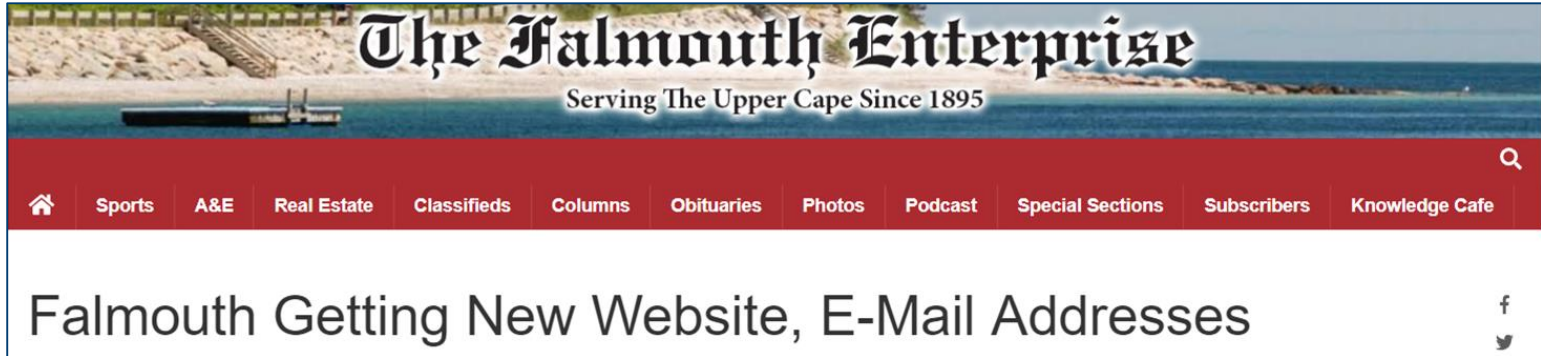 The Falmouth Enterprise
Serving The Upper Cape Since 1895
Sports A&E Real Estate Classifieds Columns Obituaries Photos Podcast Special Sections Subscribers Knowledge Cafe
Falmouth Getting New Website, E-Mail Addresses